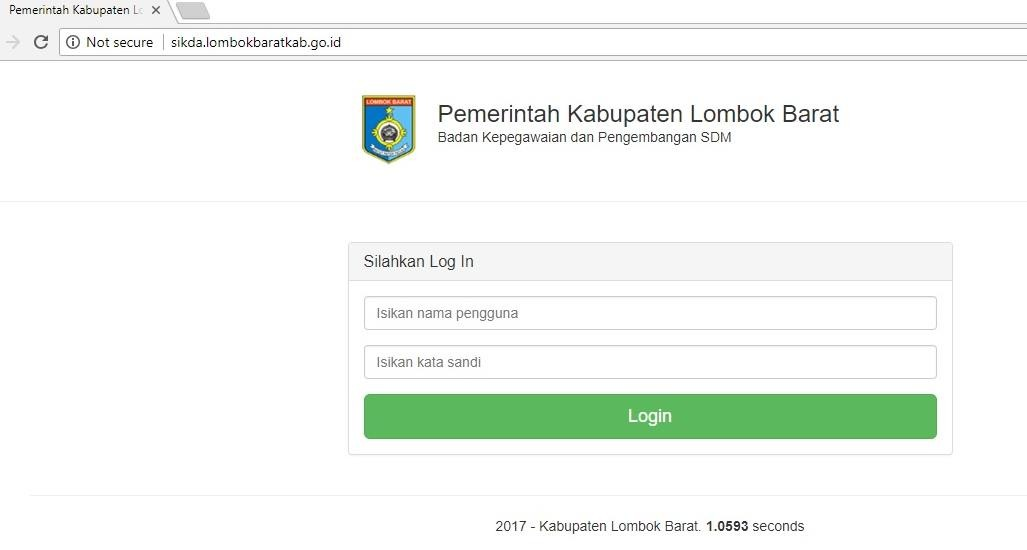 Pemerintah Kabupaten Lo
Not secure
sikda.lombokbaratkab.go.id
LOMBOK BARAT
Pemerintah Kabupaten Lombok Barat
Badan Kepegawaian dan Pengembangan SDM
Silahkan Log In
Isikan nama pengguna
Isikan kata sandi
Login
2017 - Kabupaten Lombok Barat. 1.0593 seconds